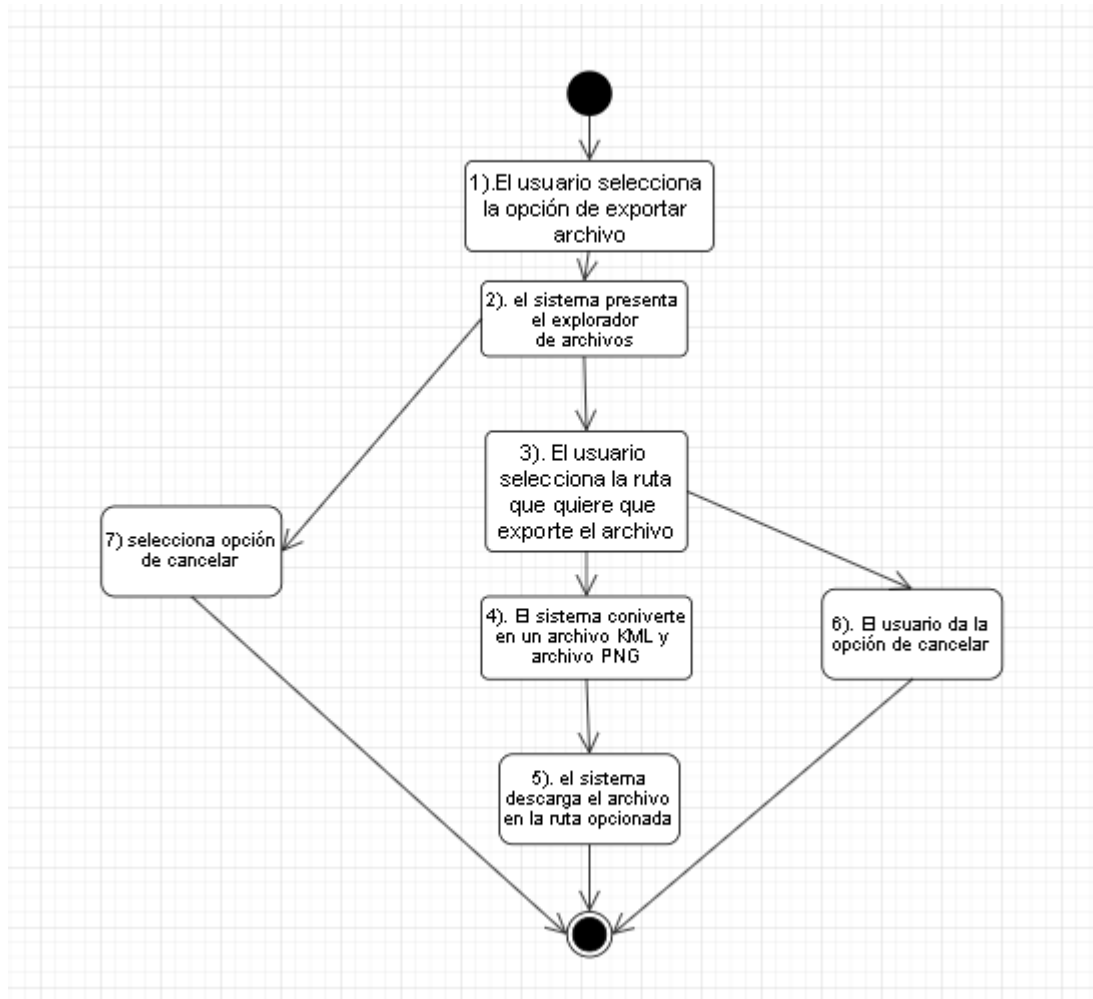 1).El usuario selecciona
la opción de exportar
archivo
2). el sistema presenta
el explorador
de archivos
3). El usuario
selecciona la ruta
que quiere que
exporte el archivo
7) selecciona opción
de cancelar
4). El sistema coniverte
en un archivo KML y
archivo PNG
6). El usuario da la
opción de cancelar
5). el sistema
descarga el archivo
en la ruta opcionada